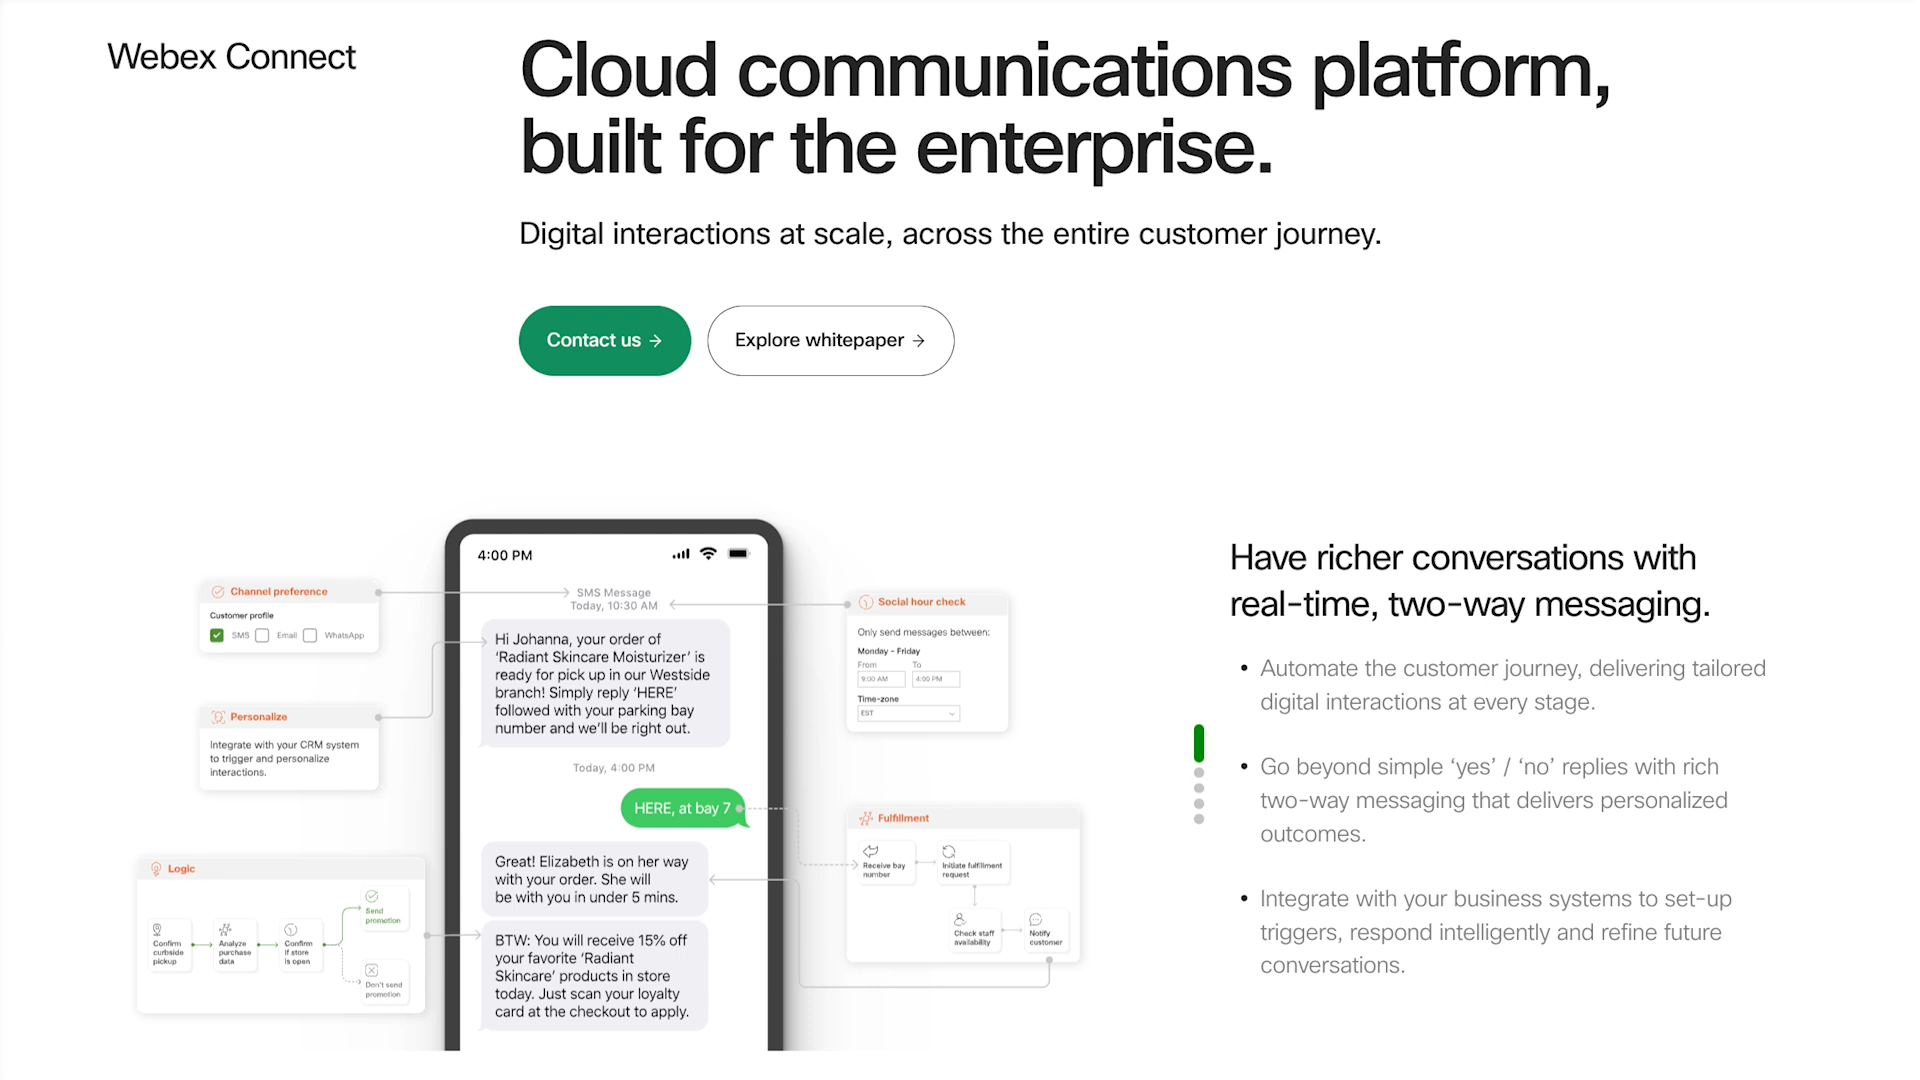 Webex Connect
Cloud communications platform,
built for the enterprise.
Digital interactions at scale, across the entire customer journey.
Contact us →
Explore whitepaper →
4:00 PM
SMS Message
Today, 10:30 AM
Hi Johanna, your order of
‘Radiant Skincare Moisturizer’ is
ready for pick up in our Westside
branch! Simply reply ‘HERE’
followed with your parking bay
number and we’ll be right out.
Today, 4:00 PM
HERE, at bay 7
Great! Elizabeth is on her way
with your order. She will
be with you in under 5 mins.
BTW: You will receive 15% off
your favorite ‘Radiant
Skincare’ products in store
today. Just scan your loyalty
card at the checkout to apply.
Channel preference
Customer profile
SMS
Email
WhatsApp
Personalize
Integrate with your CRM system
to trigger and personalize
interactions.
Logic
Confirm
curbside
pickup
Analyze
purchase
data
Confirm
if store
is open
Send
promotion
Don’t send
promotion
Social hour check
Only send messages between:
Monday - Friday
From
To
9:00 AM
4:00 PM
Time-zone
EST
Fulfillment
Receive bay
number
Initiate fulfillment
request
Check staff
availability
Notify
customer
Have richer conversations with
real-time, two-way messaging.
• Automate the customer journey, delivering tailored
digital interactions at every stage.
• Go beyond simple ‘yes’ / ‘no’ replies with rich
two-way messaging that delivers personalized
outcomes.
• Integrate with your business systems to set-up
triggers, respond intelligently and refine future
conversations.